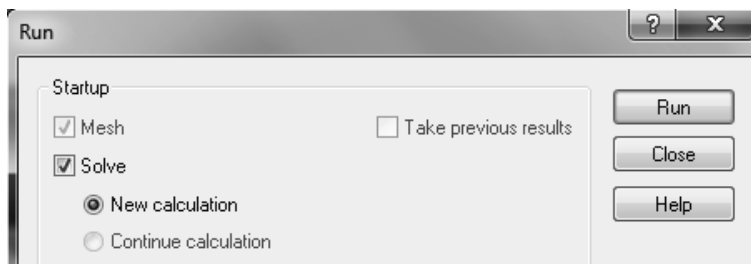 Run
Startup
Mesh
Take previous results
Solve
New calculation
Continue calculation
Run
Close
Help